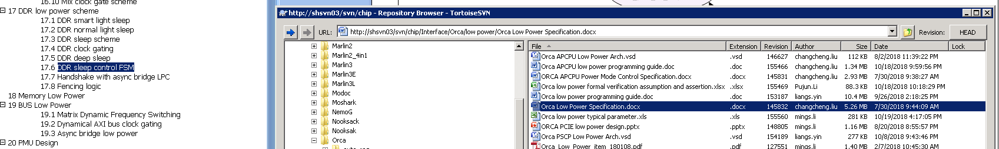 16.10 Mix clock gate scheme
17 DDR low power scheme
17.1 DDR smart light sleep
17.2 DDR normal light sleep
17.3 DDR sleep scheme
17.4 DDR clock gating
17.5 DDR deep sleep
17.6 DDR sleep control FSM
17.7 Handshake with async bridge LPC
17.8 Fencing logic
18 Memory Low Power
19 BUS Low Power
19.1 Matrix Dynamic Frequency Switching
19.2 Dynamical AXI bus clock gating
19.3 Async bridge low power
20 PMU Design
http://shsvn03/svn/chip - Repository Browser - TortoiseSVN
URL: http://shsvn03/svn/chip/Interface/Orca/low power/Orca Low Power Specification.docx Revision: HEAD
Marlin2
Marlin2_4in1
Marlin3
Marlin3E
Marlin3L
Modoc
Moshark
NemoG
Nooksack
Nooksak
Orca
File Extension Revision Author Size Date Lock
Orca APCPU Low Power Arch.vsd .vsd 146627 changcheng.liu 112 KB 8/2/2018 11:39:22 PM
Orca APCPU low power programming guide.doc .doc 155466 changcheng.liu 1.34 MB 10/18/2018 9:59:56 PM
ORCA APCPU Power Mode Control Specification.docx .docx 145831 changcheng.liu 2.93 MB 7/30/2018 9:38:27 AM
Orca low power formal verification assumption and assertion.xlsx .xlsx 155469 Pujun.Li 88.3 KB 10/18/2018 10:18:29 PM
Orca low power programming guide.doc .doc 153187 liangs.yin 10.4 MB 9/26/2018 2:18:25 PM
Orca Low Power Specification.docx .docx 145832 changcheng.liu 5.26 MB 7/30/2018 9:44:09 AM
Orca low power typical parameter.xls .xls 155560 mings.li 281 KB 10/19/2018 4:17:05 PM
ORCA PCIE low power design.pptx .pptx 148805 mings.li 1.16 MB 8/20/2018 8:55:57 PM
Orca PSCP Low Power Arch.vsd .vsd 154189 liangs.yin 277 KB 10/8/2018 9:43:46 PM
Orca_Low_Power_item_180108.pdf .pdf 127551 mings.li 1.40 MB 2/7/2018 10:45:30 AM